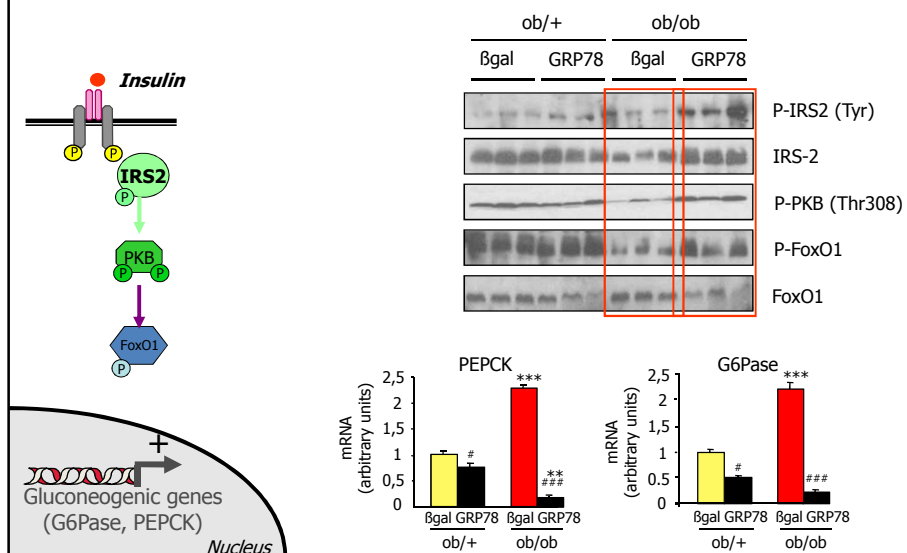 Insulin
P
P
IRS2
P
PKB
P
P
FoxO1
P
+
Gluconeogenic genes
(G6Pase, PEPCK)
Nucleus
ob/+ ob/ob
ßgal GRP78 ßgal GRP78
P-IRS2 (Tyr)
IRS-2
P-PKB (Thr308)
P-FoxO1
FoxO1
PEPCK
mRNA
(arbitrary units)
2,5
2
1,5
1
0,5
0
#
***
**
###
ßgal GRP78 ßgal GRP78
ob/+ ob/ob
G6Pase
mRNA
(arbitrary units)
2,5
2
1,5
1
0,5
0
#
***
###
ßgal GRP78 ßgal GRP78
ob/+ ob/ob